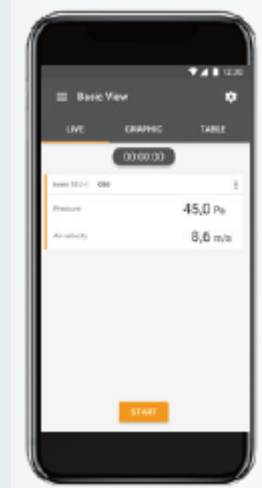 12:30
Basic View
LIVE GRAPHIC TABLE
00:00:00
Pressure 45,0 Pa
Air velocity 8,6 m/s
START